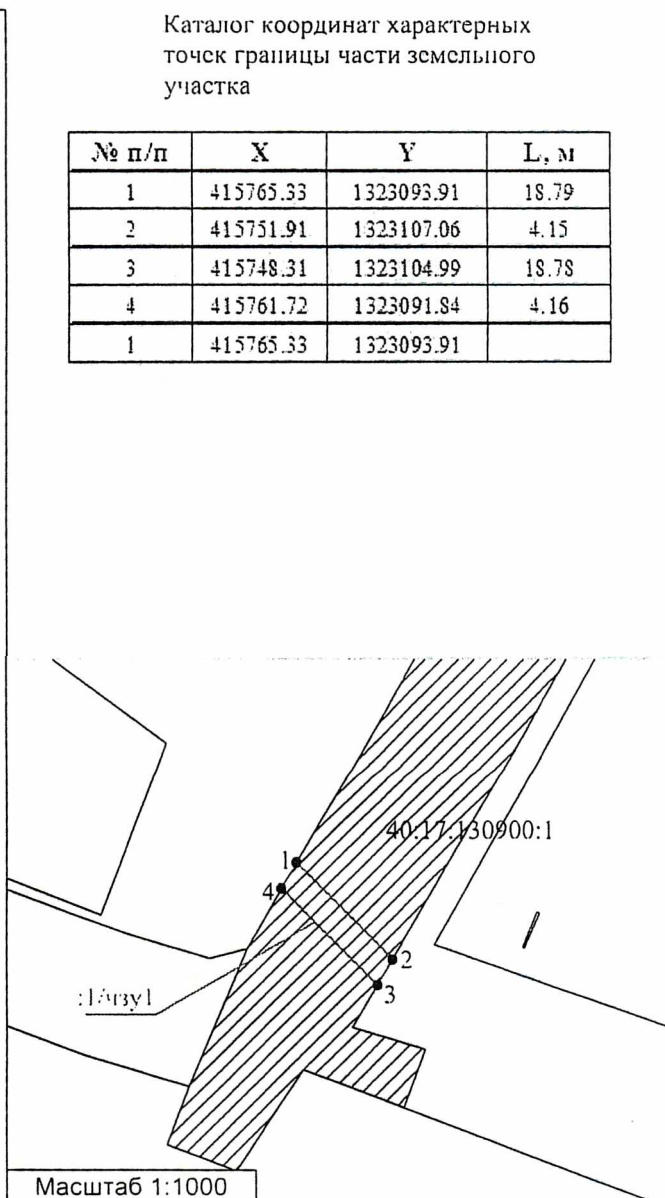 Каталог координат характерных
точек границы части земельного
участка
№ п/п X Y L, м
1 415765.33 1323093.91 18.79
2 415751.91 1323107.06 4.15
3 415748.31 1323104.99 18.78
4 415761.72 1323091.84 4.16
1 415765.33 1323093.91
40:17:130900:1
1
4
2
3
:1/чзу1
Масштаб 1:1000